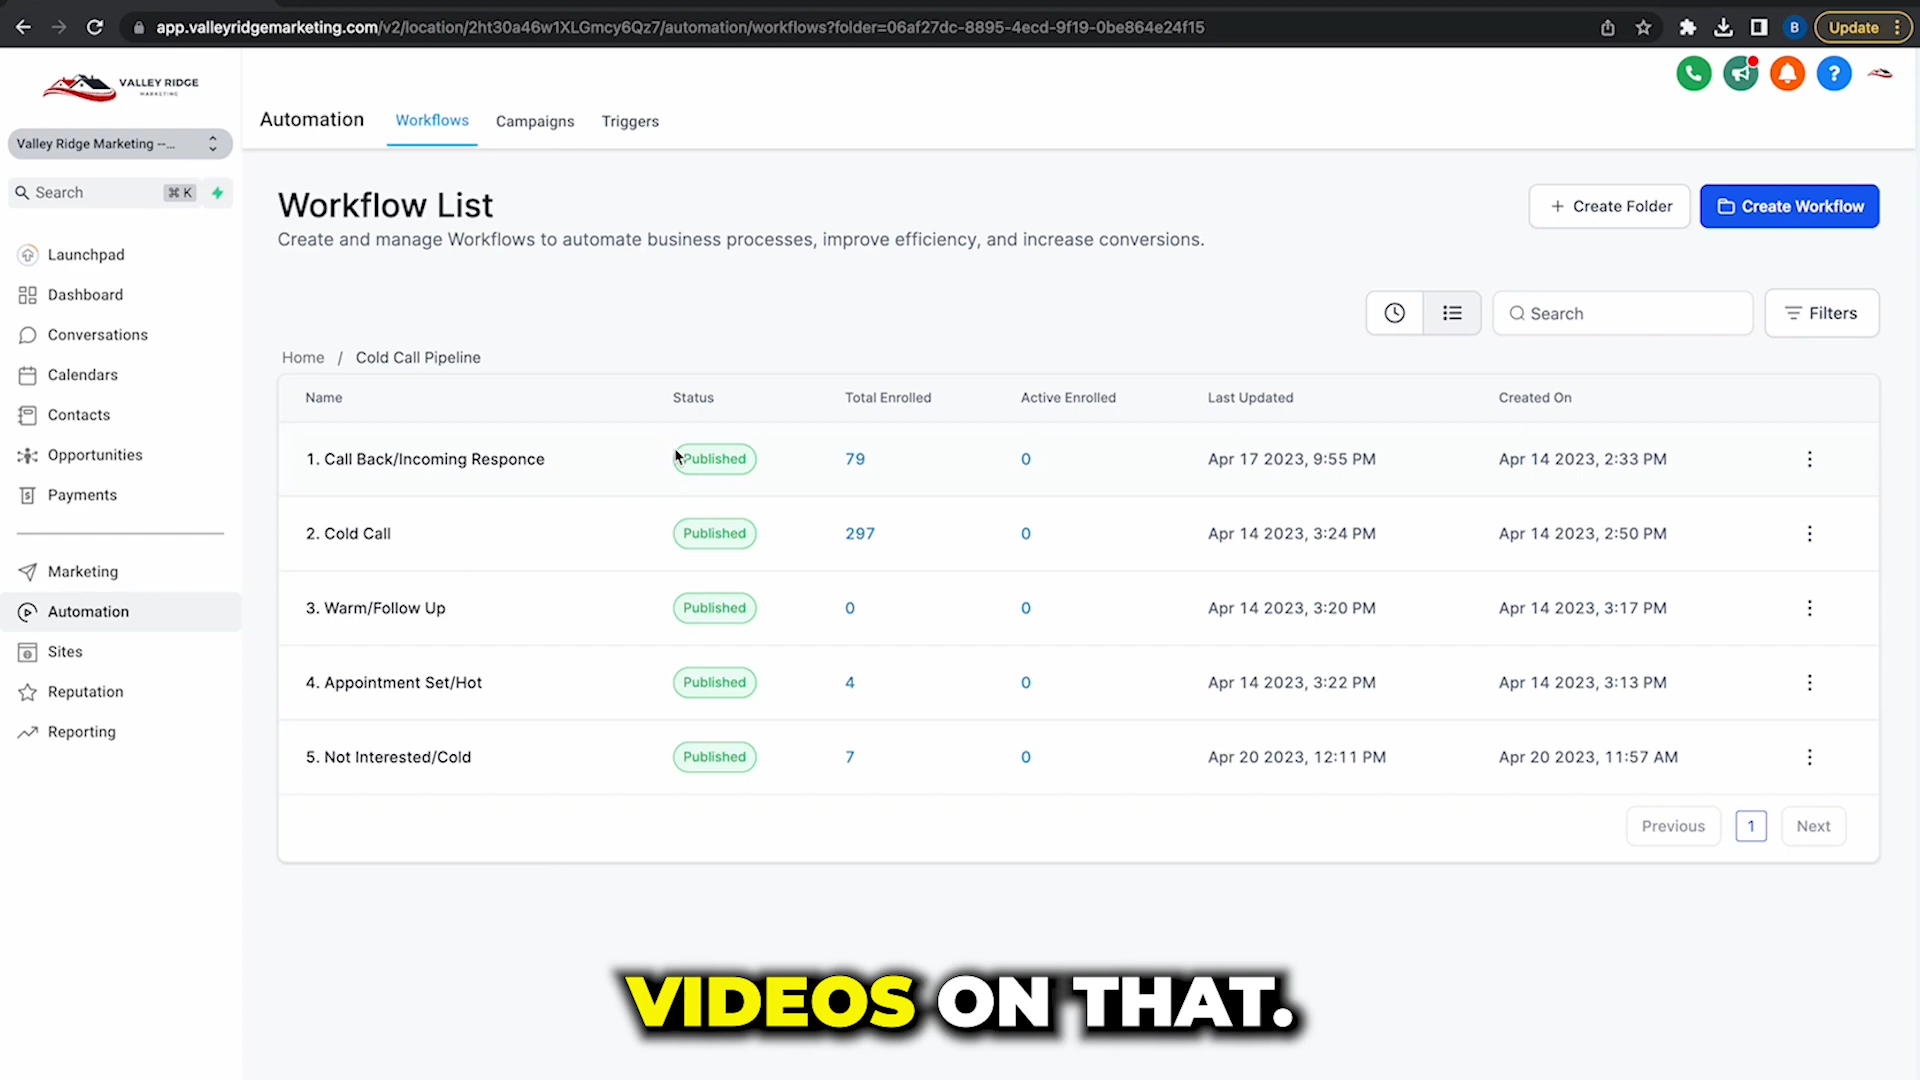 app.valleyridgemarketing.com/v2/location/2ht30a46w1XLGmcy6Qz7/automation/workflows?folder=06af27dc-8895-4ecd-9f19-0be864e24f15
B
Update
VALLEY RIDGE
MARKETING
Valley Ridge Marketing --...
Search
⌘ K
Launchpad
Dashboard
Conversations
Calendars
Contacts
Opportunities
Payments
Marketing
Automation
Sites
Reputation
Reporting
Automation Workflows Campaigns Triggers
?
Workflow List
Create and manage Workflows to automate business processes, improve efficiency, and increase conversions.
+ Create Folder
Create Workflow
Search
Filters
Home / Cold Call Pipeline
Name Status Total Enrolled Active Enrolled Last Updated Created On
1. Call Back/Incoming Responce Published 79 0 Apr 17 2023, 9:55 PM Apr 14 2023, 2:33 PM
2. Cold Call Published 297 0 Apr 14 2023, 3:24 PM Apr 14 2023, 2:50 PM
3. Warm/Follow Up Published 0 0 Apr 14 2023, 3:20 PM Apr 14 2023, 3:17 PM
4. Appointment Set/Hot Published 4 0 Apr 14 2023, 3:22 PM Apr 14 2023, 3:13 PM
5. Not Interested/Cold Published 7 0 Apr 20 2023, 12:11 PM Apr 20 2023, 11:57 AM
Previous 1 Next
VIDEOS ON THAT.